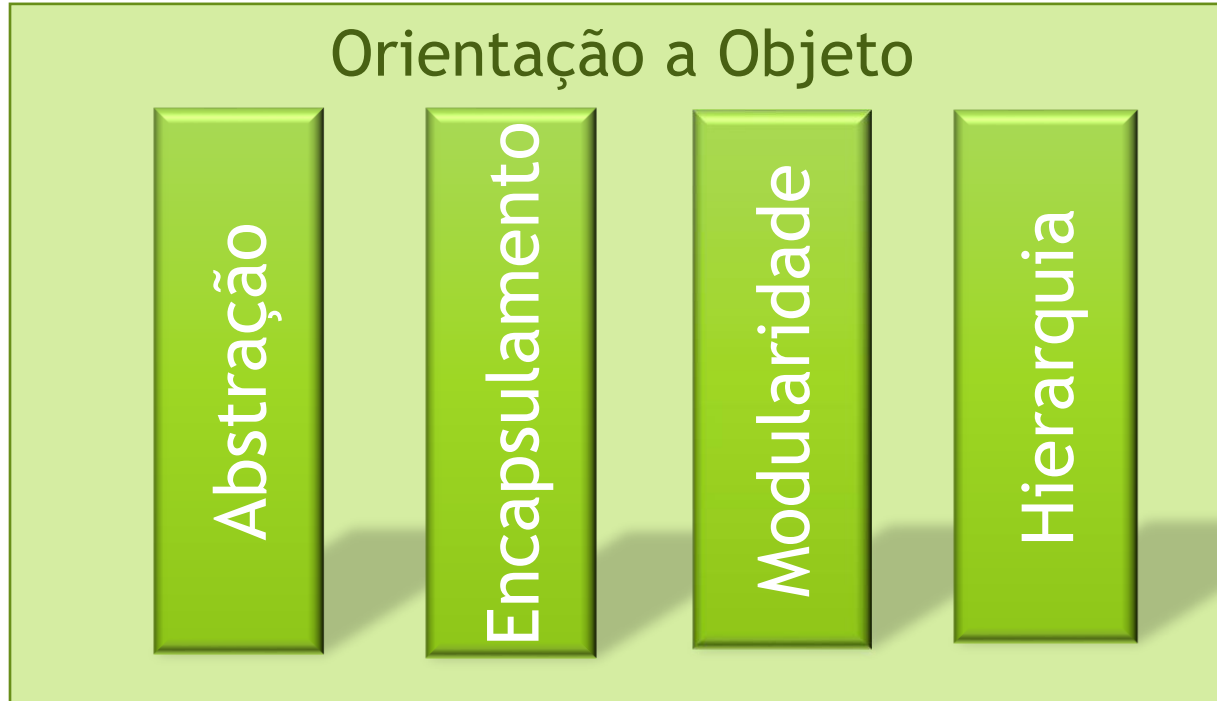 Orientação a Objeto
Abstração
Encapsulamento
Modularidade
Hierarquia